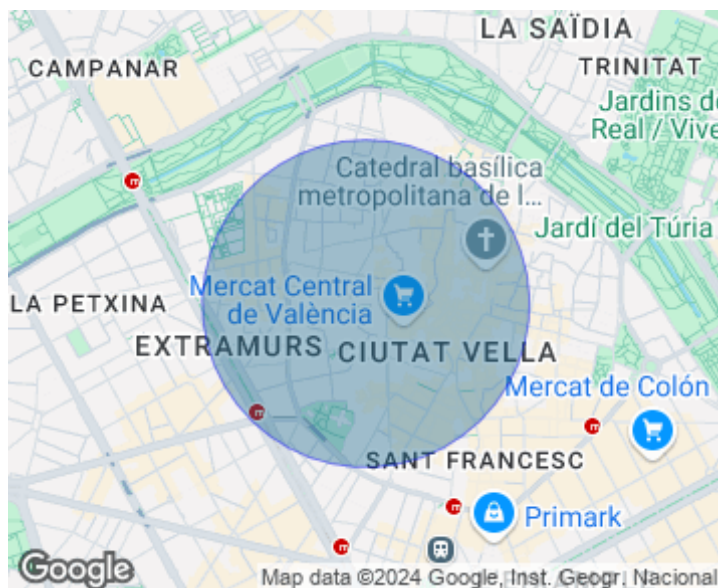 LA SAÏDIA
CAMPANAR
TRINITAT
Jardins de
Real / Vive
Catedral basílica
metropolitana de l...
Jardí del Túria
Mercat Central
de València
LA PETXINA
EXTRAMURS
CIUTAT VELLA
Mercat de Colón
SANT FRANCESC
Primark
Google
Map data ©2024 Google, Inst. Geogr. Nacional